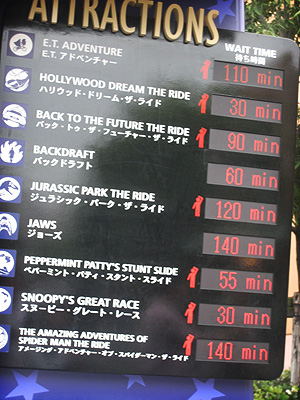 ATTRACTIONS
WAIT TIME
待ち時間
E.T. ADVENTURE
E.T. アドベンチャー
110 min
HOLLYWOOD DREAM THE RIDE
ハリウッド・ドリーム・ザ・ライド
30 min
BACK TO THE FUTURE THE RIDE
バック・トゥ・ザ・フューチャー・ザ・ライド
90 min
BACKDRAFT
バックドラフト
60 min
JURASSIC PARK THE RIDE
ジュラシック・パーク・ザ・ライド
120 min
JAWS
ジョーズ
140 min
PEPPERMINT PATTY'S STUNT SLIDE
ペパーミント・パティ・スタント・スライド
55 min
SNOOPY'S GREAT RACE
スヌーピー・グレート・レース
30 min
THE AMAZING ADVENTURES OF
SPIDER MAN THE RIDE
アメージング・アドベンチャー・オブ・スパイダーマン・ザ・ライド
140 min